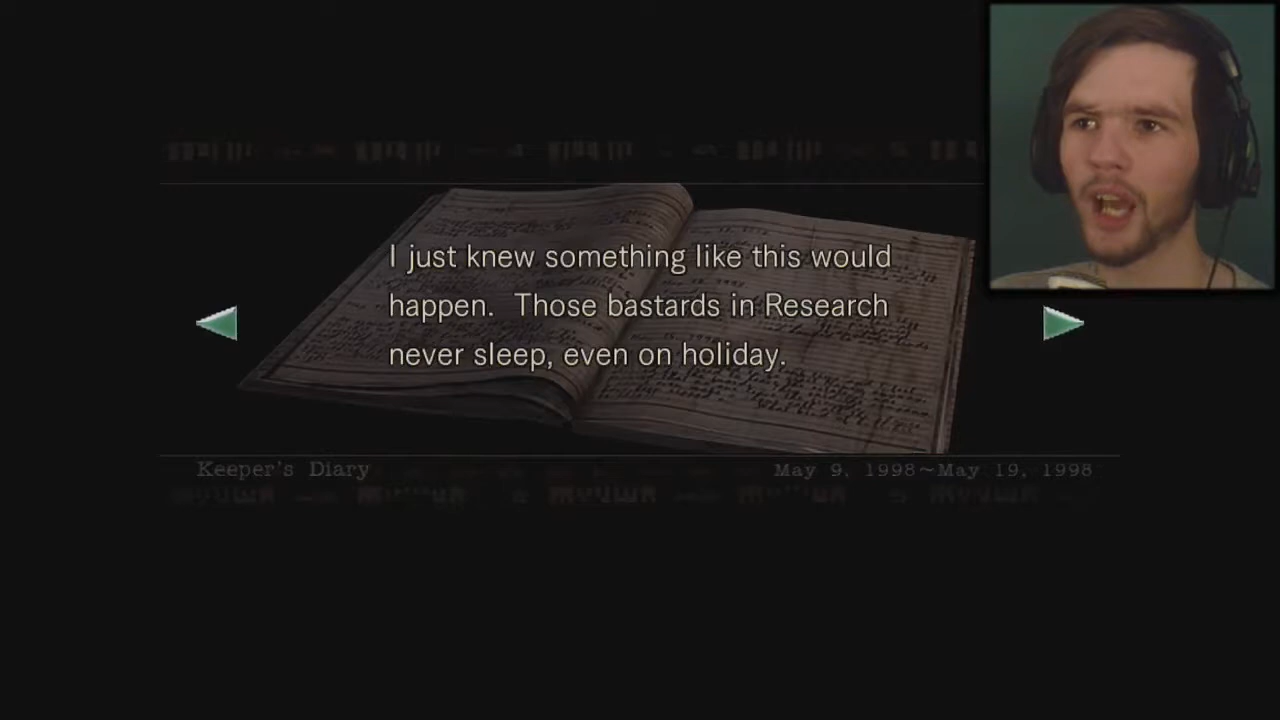 I just knew something like this would
happen. Those bastards in Research
never sleep, even on holiday.
Keeper's Diary
May 9, 1998~May 19, 1998